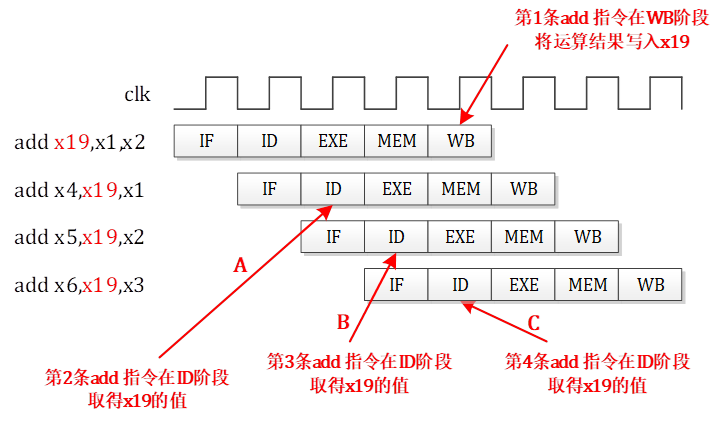 第1条add 指令在WB阶段
将运算结果写入x19
clk
add x19,x1,x2
IF ID EXE MEM WB
add x4,x19,x1
IF ID EXE MEM WB
add x5,x19,x2
IF ID EXE MEM WB
add x6,x19,x3
IF ID EXE MEM WB
A
B
C
第2条add 指令在ID阶段
取得x19的值
第3条add 指令在ID阶段
取得x19的值
第4条add 指令在ID阶段
取得x19的值